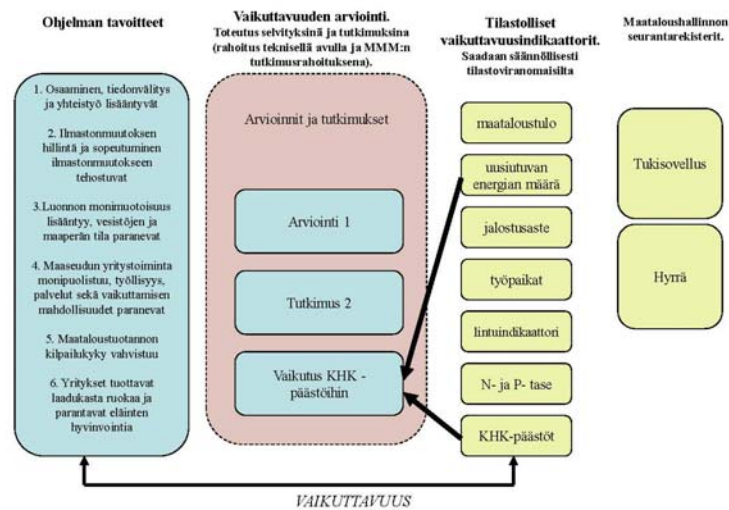 Ohjelman tavoitteet
1. Osaaminen, tiedonvälitys
ja yhteistyö lisääntyvät
2. Ilmastonmuutoksen
hillintä ja sopeutuminen
ilmastonmuutokseen
tehostuvat
3.Luonnon monimuotoisuus
lisääntyy, vesistöjen ja
maaperän tila paranevat
4. Maaseudun yritystoiminta
monipuolistuu, työllisyys,
palvelut sekä vaikuttamisen
mahdollisuudet paranevat
5. Maataloustuotannon
kilpailukyky vahvistuu
6. Yritykset tuottavat
laadukasta ruokaa ja
parantavat eläinten
hyvinvointia
Vaikuttavuuden arviointi.
Toteutus selvityksinä ja tutkimuksina
(rahoitus teknisellä avulla ja MMM:n
tutkimusrahoituksena).
Arvioinnit ja tutkimukset
Arviointi 1
Tutkimus 2
Vaikutus KHK -
päästöihin
Tilastolliset
vaikuttavuusindikaattorit.
Saadaan säännöllisesti
tilastoviranomaisilta
maataloustulo
uusiutuvan
energian määrä
jalostusaste
työpaikat
lintuindikaattori
N- ja P- tase
KHK-päästöt
Maataloushallinnon
seurantarekisterit.
Tukisovellus
Hyrrä
VAIKUTTAVUUS